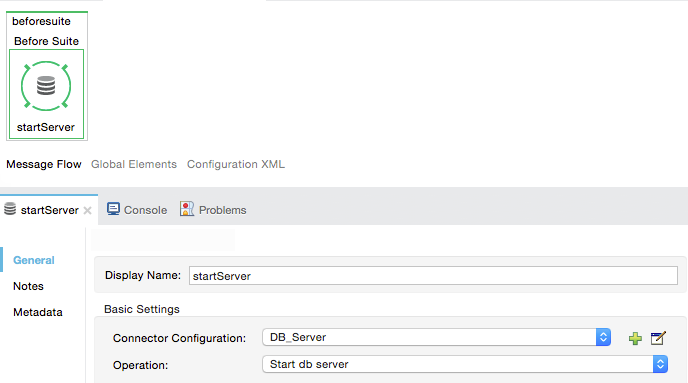 beforesuite
Before Suite
startServer
Message Flow Global Elements Configuration XML
startServer Console Problems
General
Notes
Metadata
Display Name: startServer
Basic Settings
Connector Configuration: DB_Server
Operation: Start db server